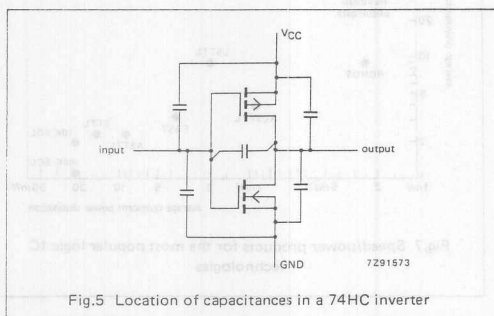 VCC
input
output
GND
7Z91573
Fig.5 Location of capacitances in a 74HC inverter